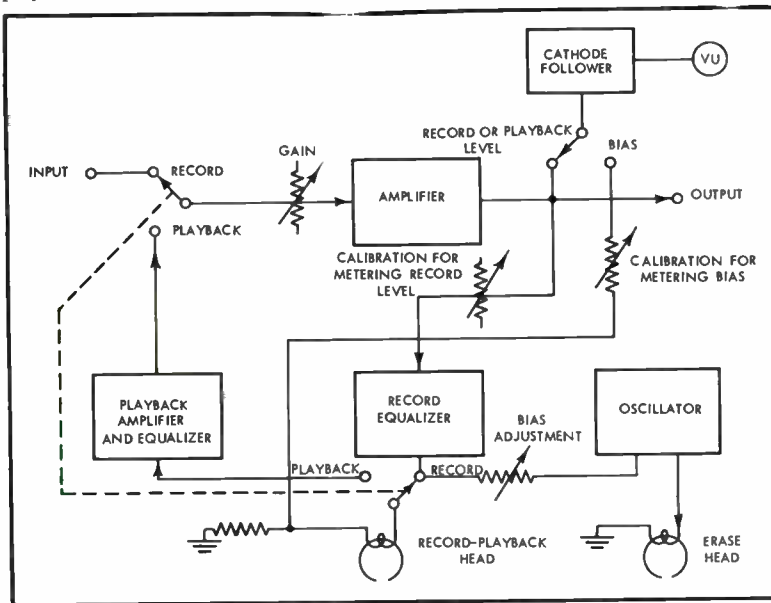 CATHODE
FOLLOWER
VU
RECORD OR PLAYBACK
LEVEL
BIAS
INPUT
RECORD
GAIN
AMPLIFIER
OUTPUT
PLAYBACK
CALIBRATION FOR
METERING RECORD
LEVEL
CALIBRATION FOR
METERING BIAS
PLAYBACK
AMPLIFIER
AND EQUALIZER
RECORD
EQUALIZER
BIAS
ADJUSTMENT
OSCILLATOR
PLAYBACK
RECORD
RECORD-PLAYBACK
HEAD
ERASE
HEAD